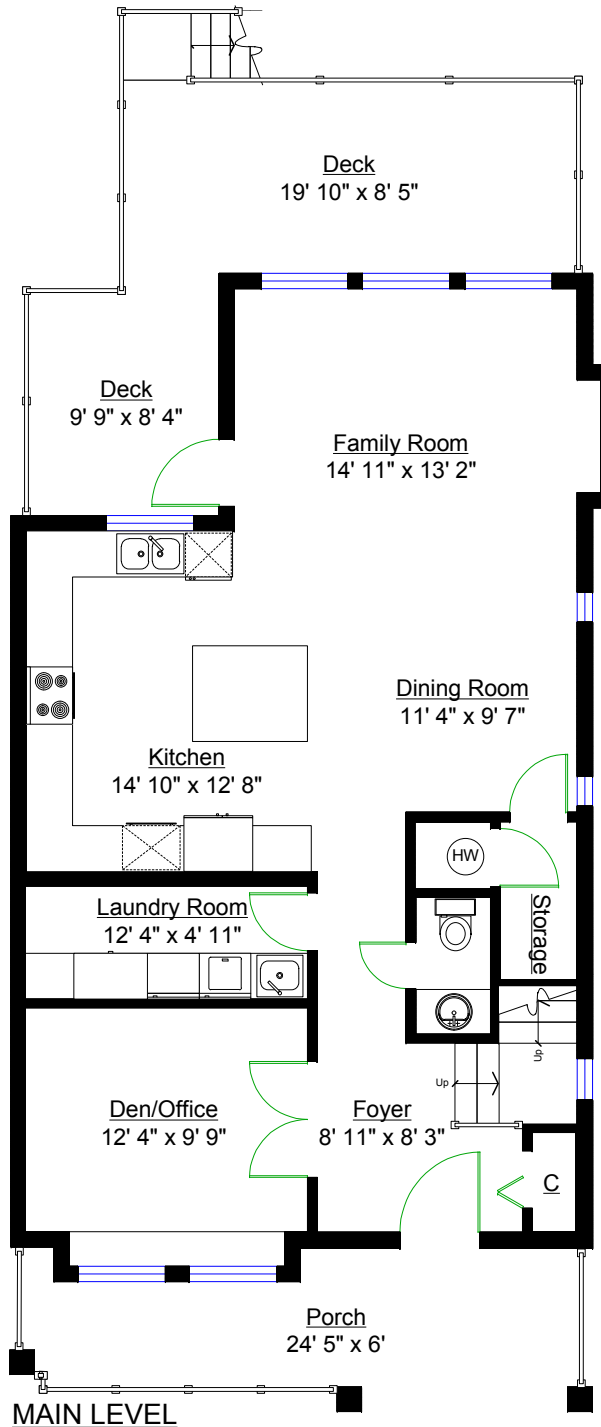 Deck
19' 10" x 8' 5"
Deck
9' 9" x 8' 4"
Family Room
14' 11" x 13' 2"
Dining Room
11' 4" x 9' 7"
Kitchen
14' 10" x 12' 8"
HW
Storage
Laundry Room
12' 4" x 4' 11"
Up
Up
Den/Office
12' 4" x 9' 9"
Foyer
8' 11" x 8' 3"
C
Porch
24' 5" x 6'
MAIN LEVEL